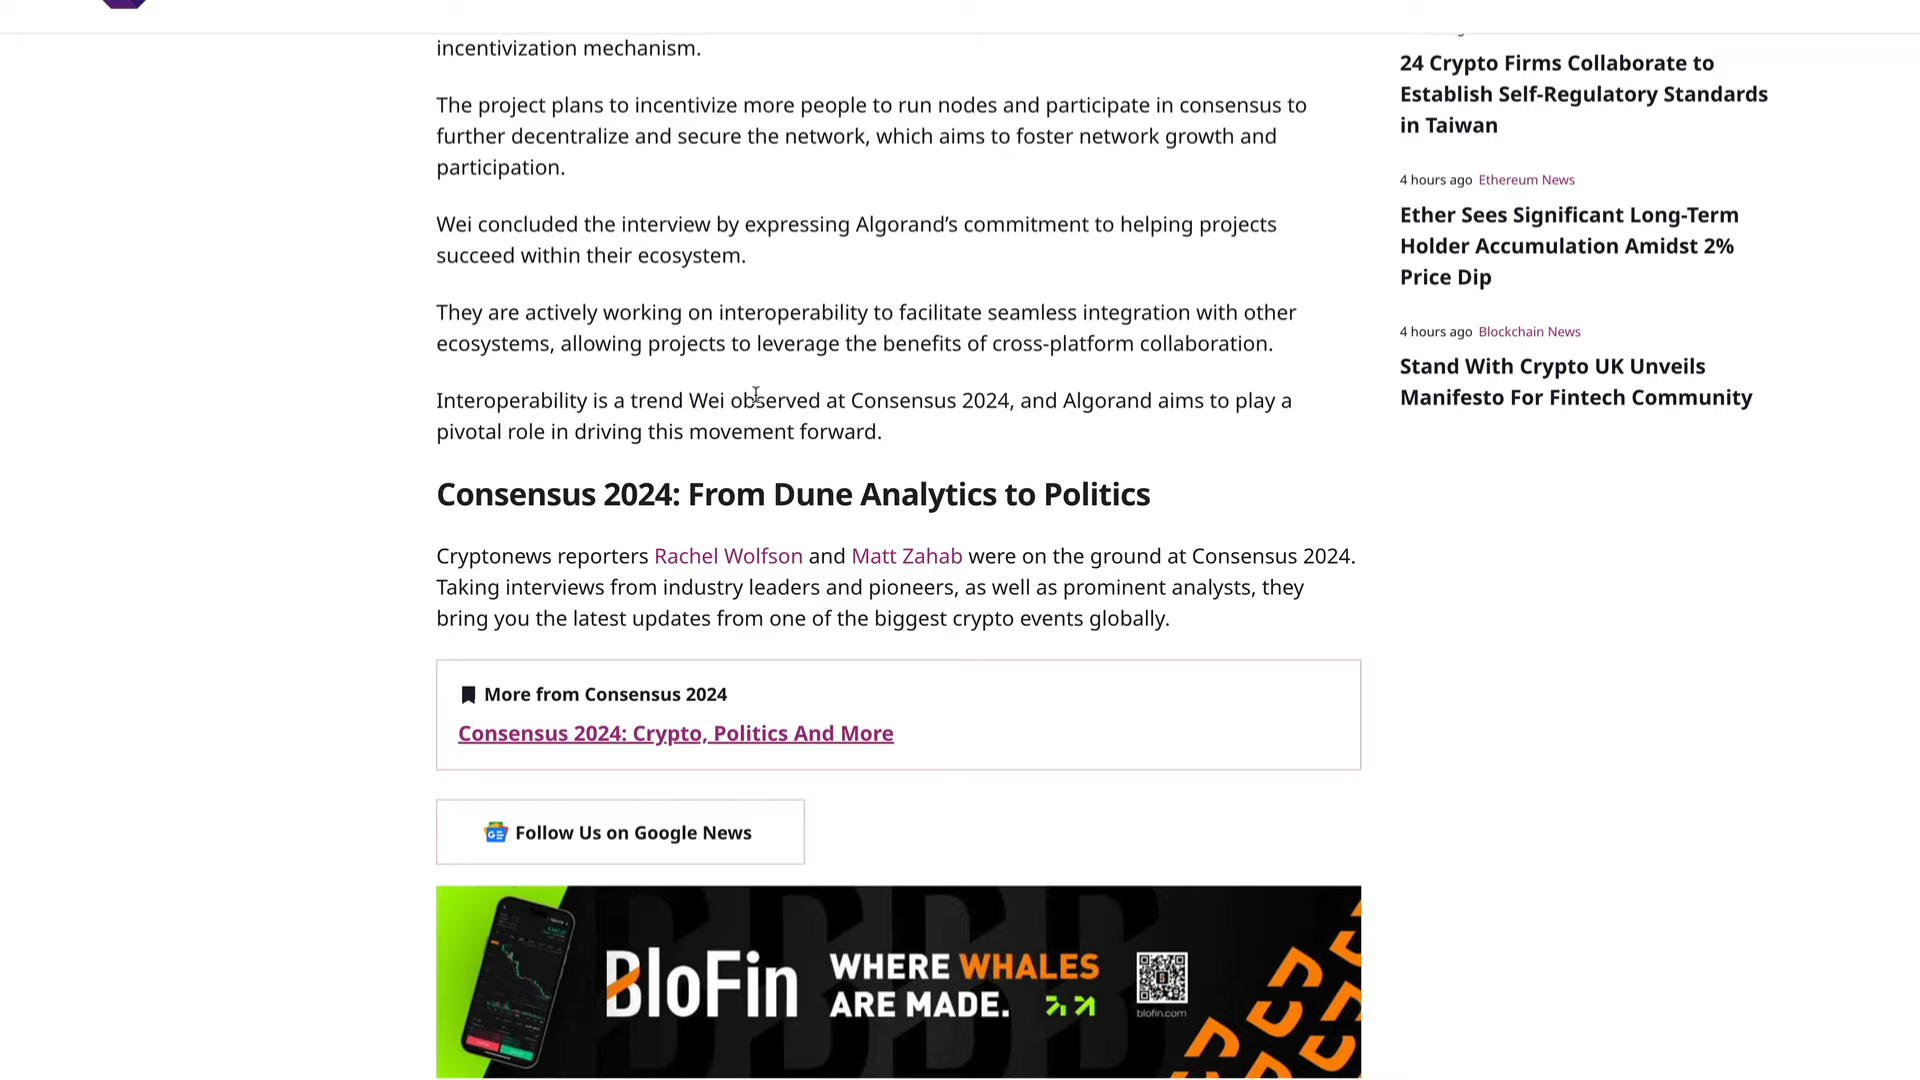 incentivization mechanism.
The project plans to incentivize more people to run nodes and participate in consensus to
further decentralize and secure the network, which aims to foster network growth and
participation.
Wei concluded the interview by expressing Algorand’s commitment to helping projects
succeed within their ecosystem.
They are actively working on interoperability to facilitate seamless integration with other
ecosystems, allowing projects to leverage the benefits of cross-platform collaboration.
Interoperability is a trend Wei observed at Consensus 2024, and Algorand aims to play a
pivotal role in driving this movement forward.
Consensus 2024: From Dune Analytics to Politics
Cryptonews reporters Rachel Wolfson and Matt Zahab were on the ground at Consensus 2024.
Taking interviews from industry leaders and pioneers, as well as prominent analysts, they
bring you the latest updates from one of the biggest crypto events globally.
More from Consensus 2024
Consensus 2024: Crypto, Politics And More
Follow Us on Google News
BloFin
WHERE WHALES
ARE MADE.
blofin.com
24 Crypto Firms Collaborate to
Establish Self-Regulatory Standards
in Taiwan
4 hours ago Ethereum News
Ether Sees Significant Long-Term
Holder Accumulation Amidst 2%
Price Dip
4 hours ago Blockchain News
Stand With Crypto UK Unveils
Manifesto For Fintech Community